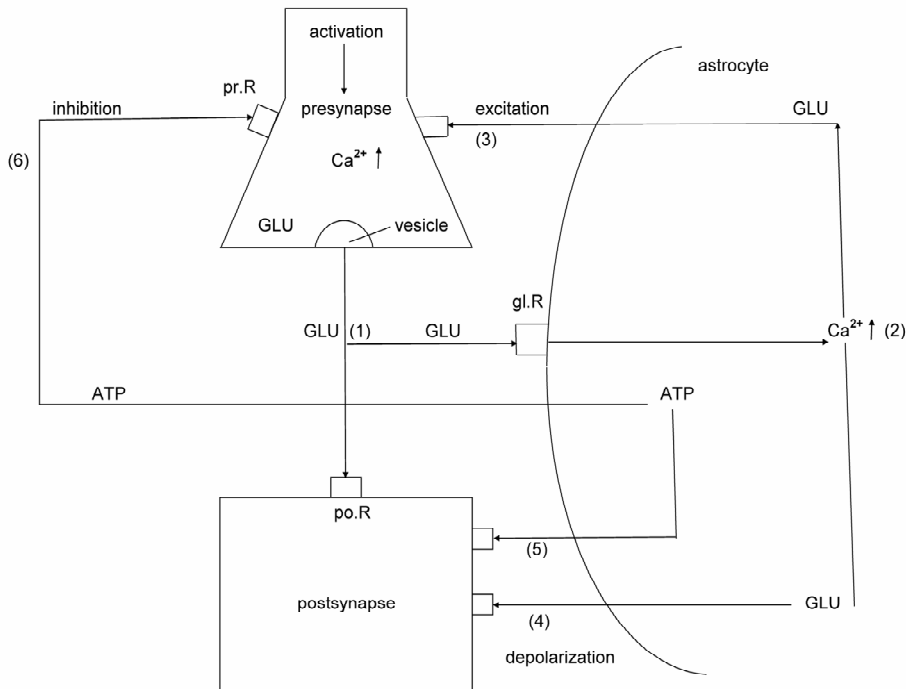 activation
astrocyte
pr.R
inhibition
presynapse
excitation
GLU
(3)
(6)
Ca²⁺
GLU
vesicle
gl.R
GLU (1)
GLU
Ca²⁺ (2)
ATP
ATP
po.R
(5)
postsynapse
GLU
(4)
depolarization